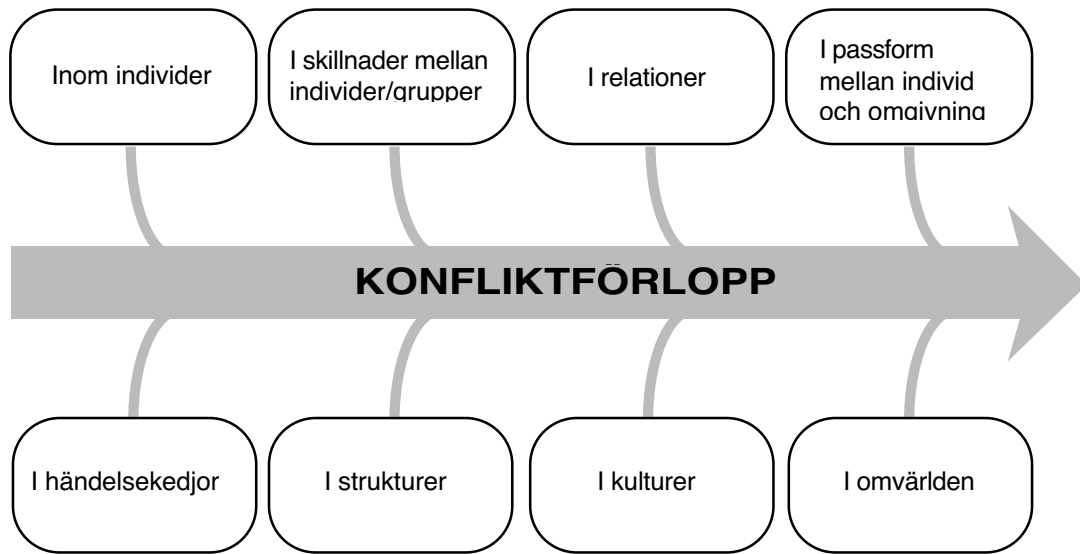 Inom individer
I skillnader mellan
individer/grupper
I relationer
I passform
mellan individ
och omgivning
KONFLIKTFÖRLOPP
I händelsekedjor
I strukturer
I kulturer
I omvärlden